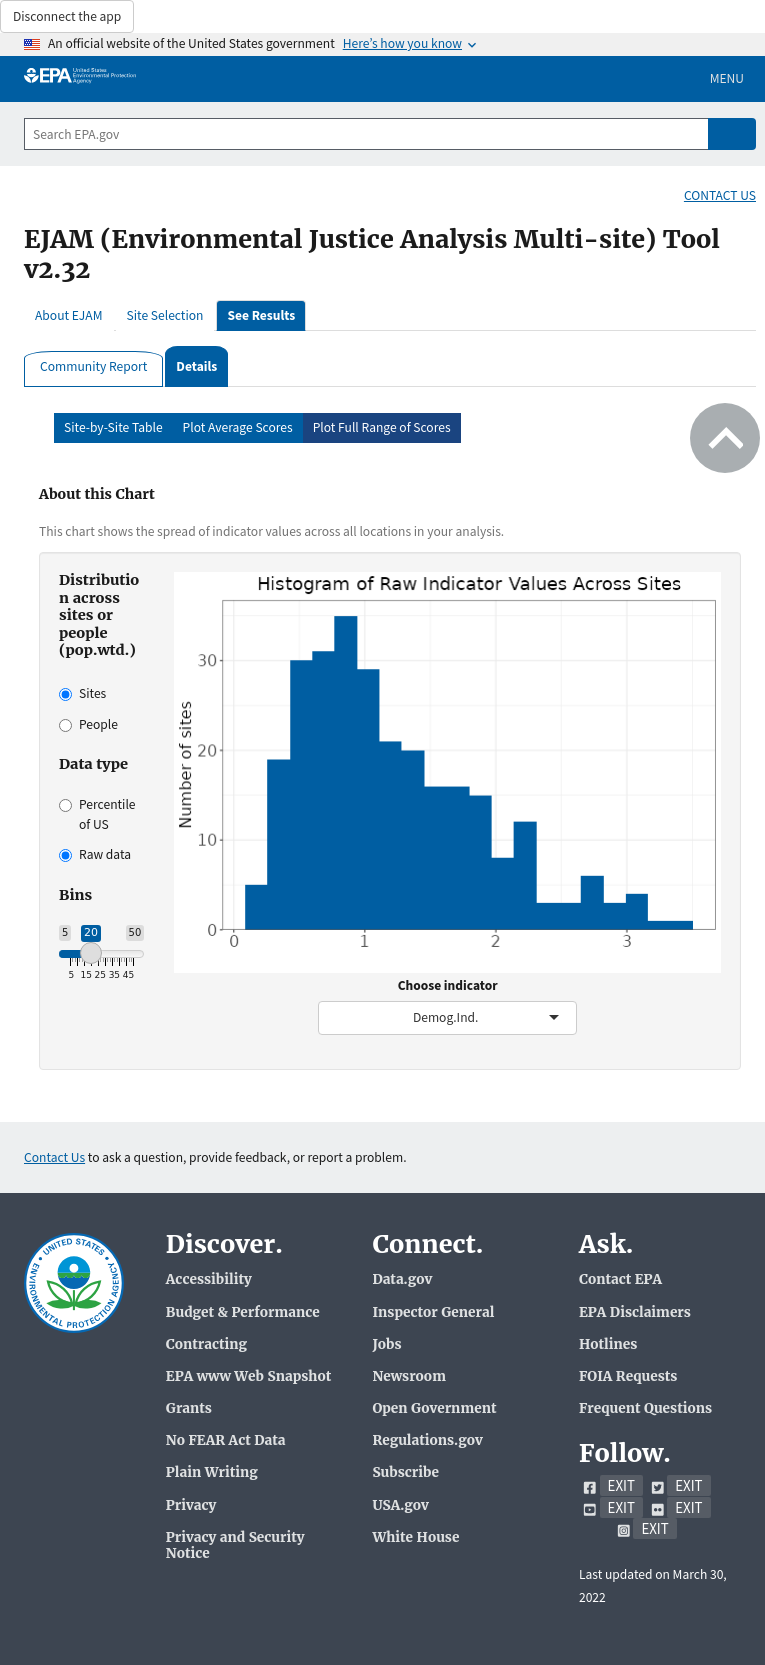 Disconnect the app
An official website of the United States government Here's how you know
EPA United States Environmental Protection Agency
MENU
Search EPA.gov
CONTACT US
EJAM (Environmental Justice Analysis Multi-site) Tool
v2.32
About EJAM Site Selection See Results
Community Report Details
Site-by-Site Table Plot Average Scores Plot Full Range of Scores
About this Chart
This chart shows the spread of indicator values across all locations in your analysis.
Distributio
n across
sites or
people
(pop.wtd.)
Sites
People
Data type
Percentile
of US
Raw data
Bins
5 20 50
5 15 25 35 45
Histogram of Raw Indicator Values Across Sites
Number of sites
30
20
10
0
0 1 2 3
Choose indicator
Demog.Ind.
Contact Us to ask a question, provide feedback, or report a problem.
UNITED STATES
ENVIRONMENTAL PROTECTION AGENCY
Discover.
Accessibility
Budget & Performance
Contracting
EPA www Web Snapshot
Grants
No FEAR Act Data
Plain Writing
Privacy
Privacy and Security
Notice
Connect.
Data.gov
Inspector General
Jobs
Newsroom
Open Government
Regulations.gov
Subscribe
USA.gov
White House
Ask.
Contact EPA
EPA Disclaimers
Hotlines
FOIA Requests
Frequent Questions
Follow.
EXIT EXIT
EXIT EXIT
EXIT
Last updated on March 30,
2022